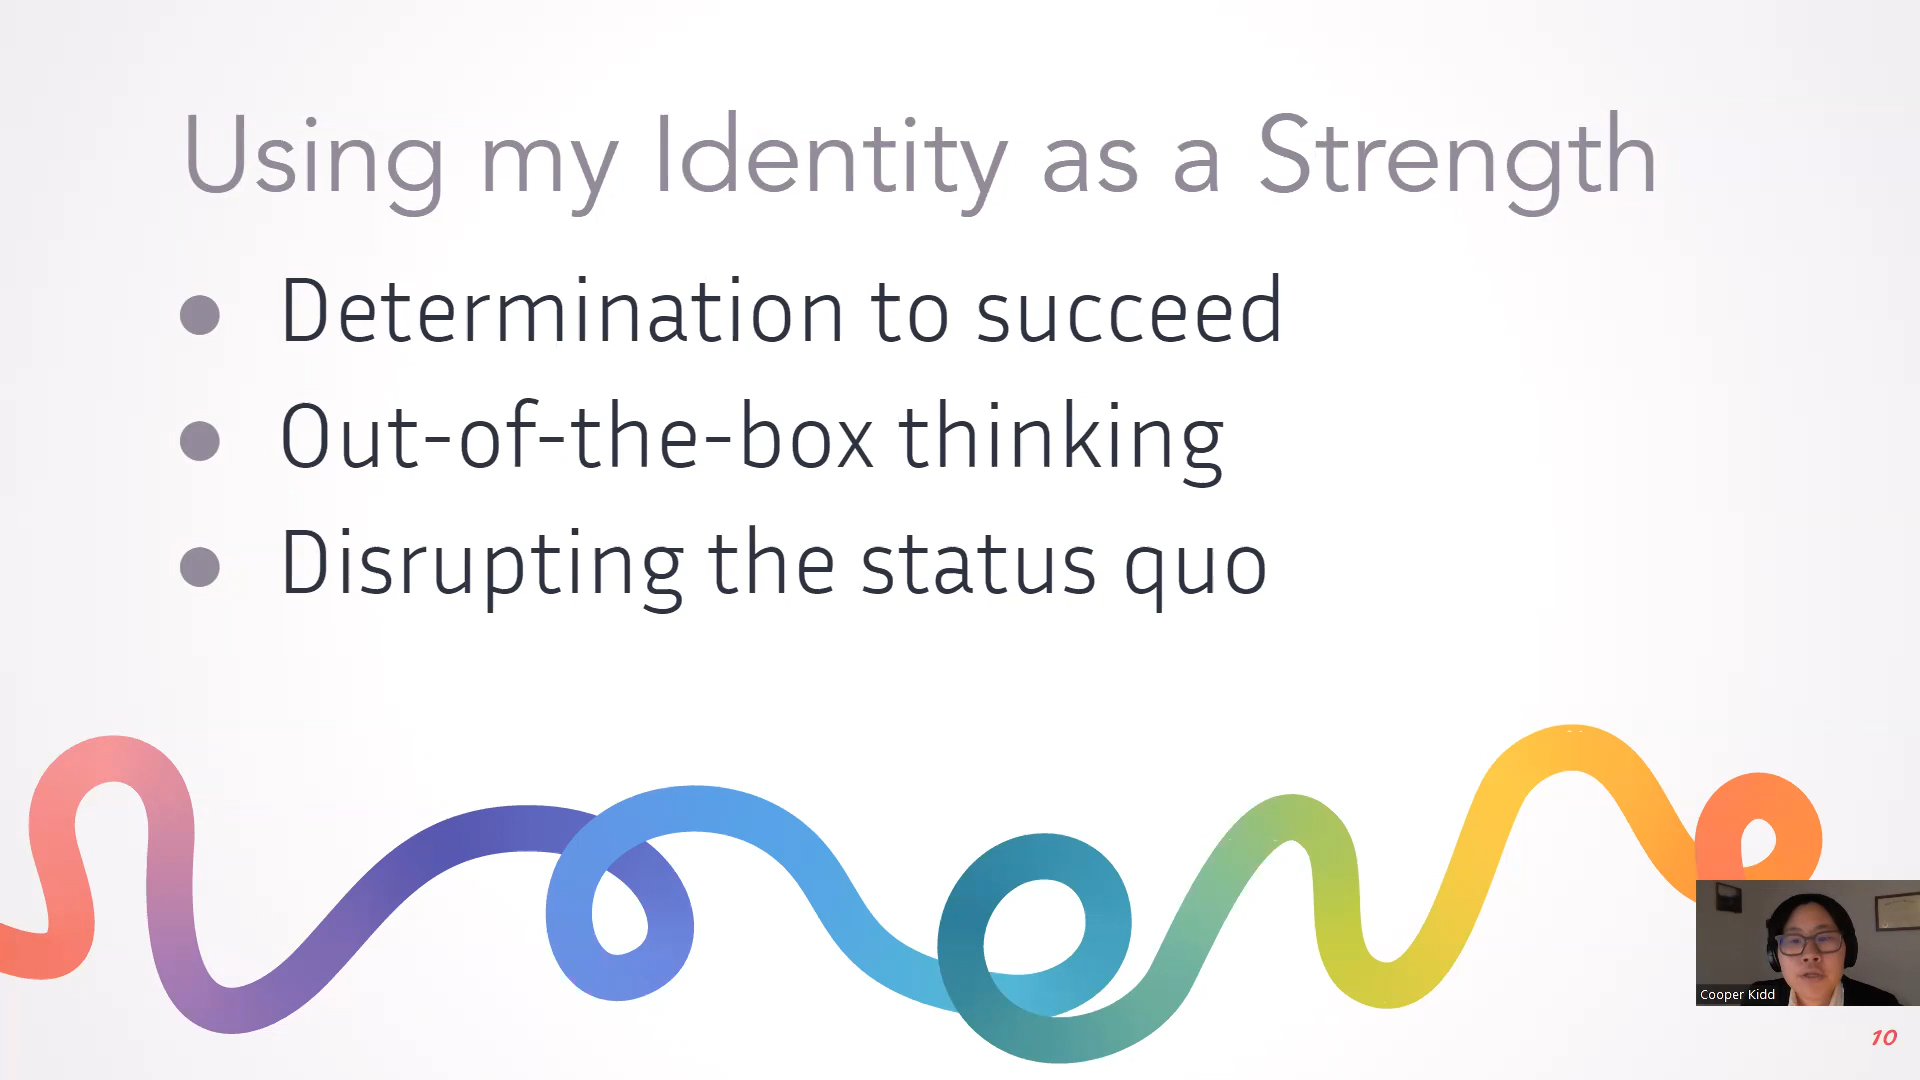 Using my Identity as a Strength
● Determination to succeed
● Out-of-the-box thinking
● Disrupting the status quo
Cooper Kidd
10